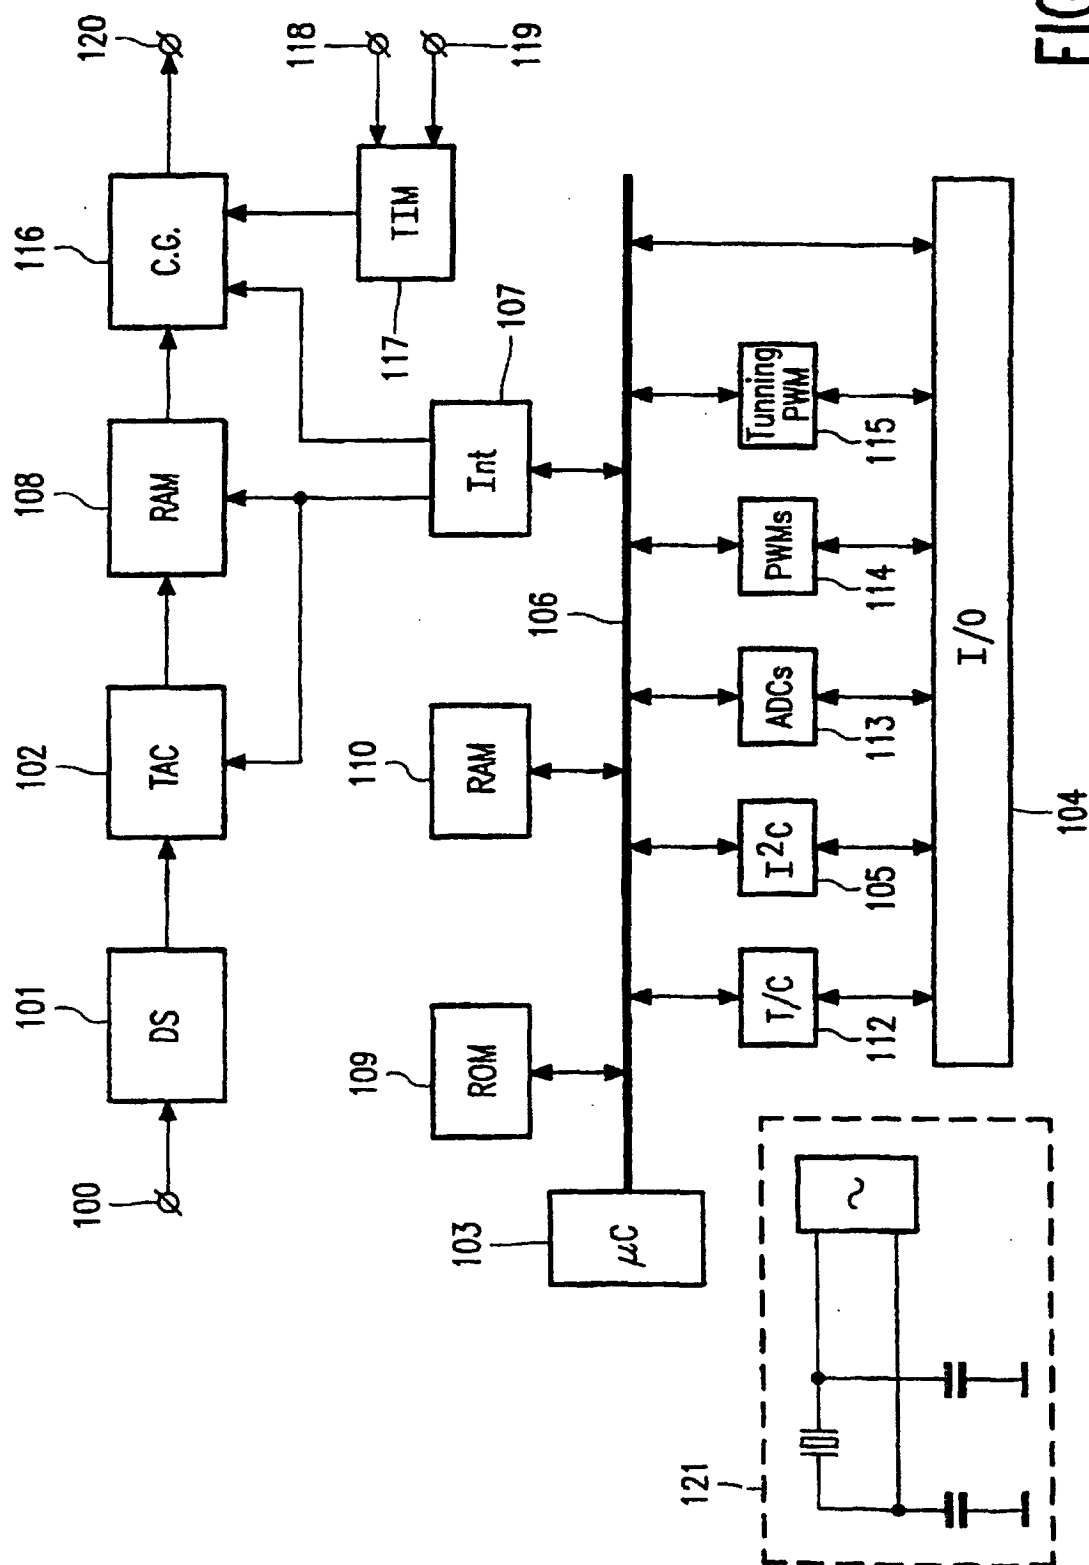 100
101
DS
102
TAC
108
RAM
116
C.G.
120
118
119
TIM
117
Int
107
109
ROM
110
RAM
106
103
µC
T/C
112
I²C
105
ADCs
113
PWMs
114
Tunning
PWM
115
I/O
104
121
~
FIG